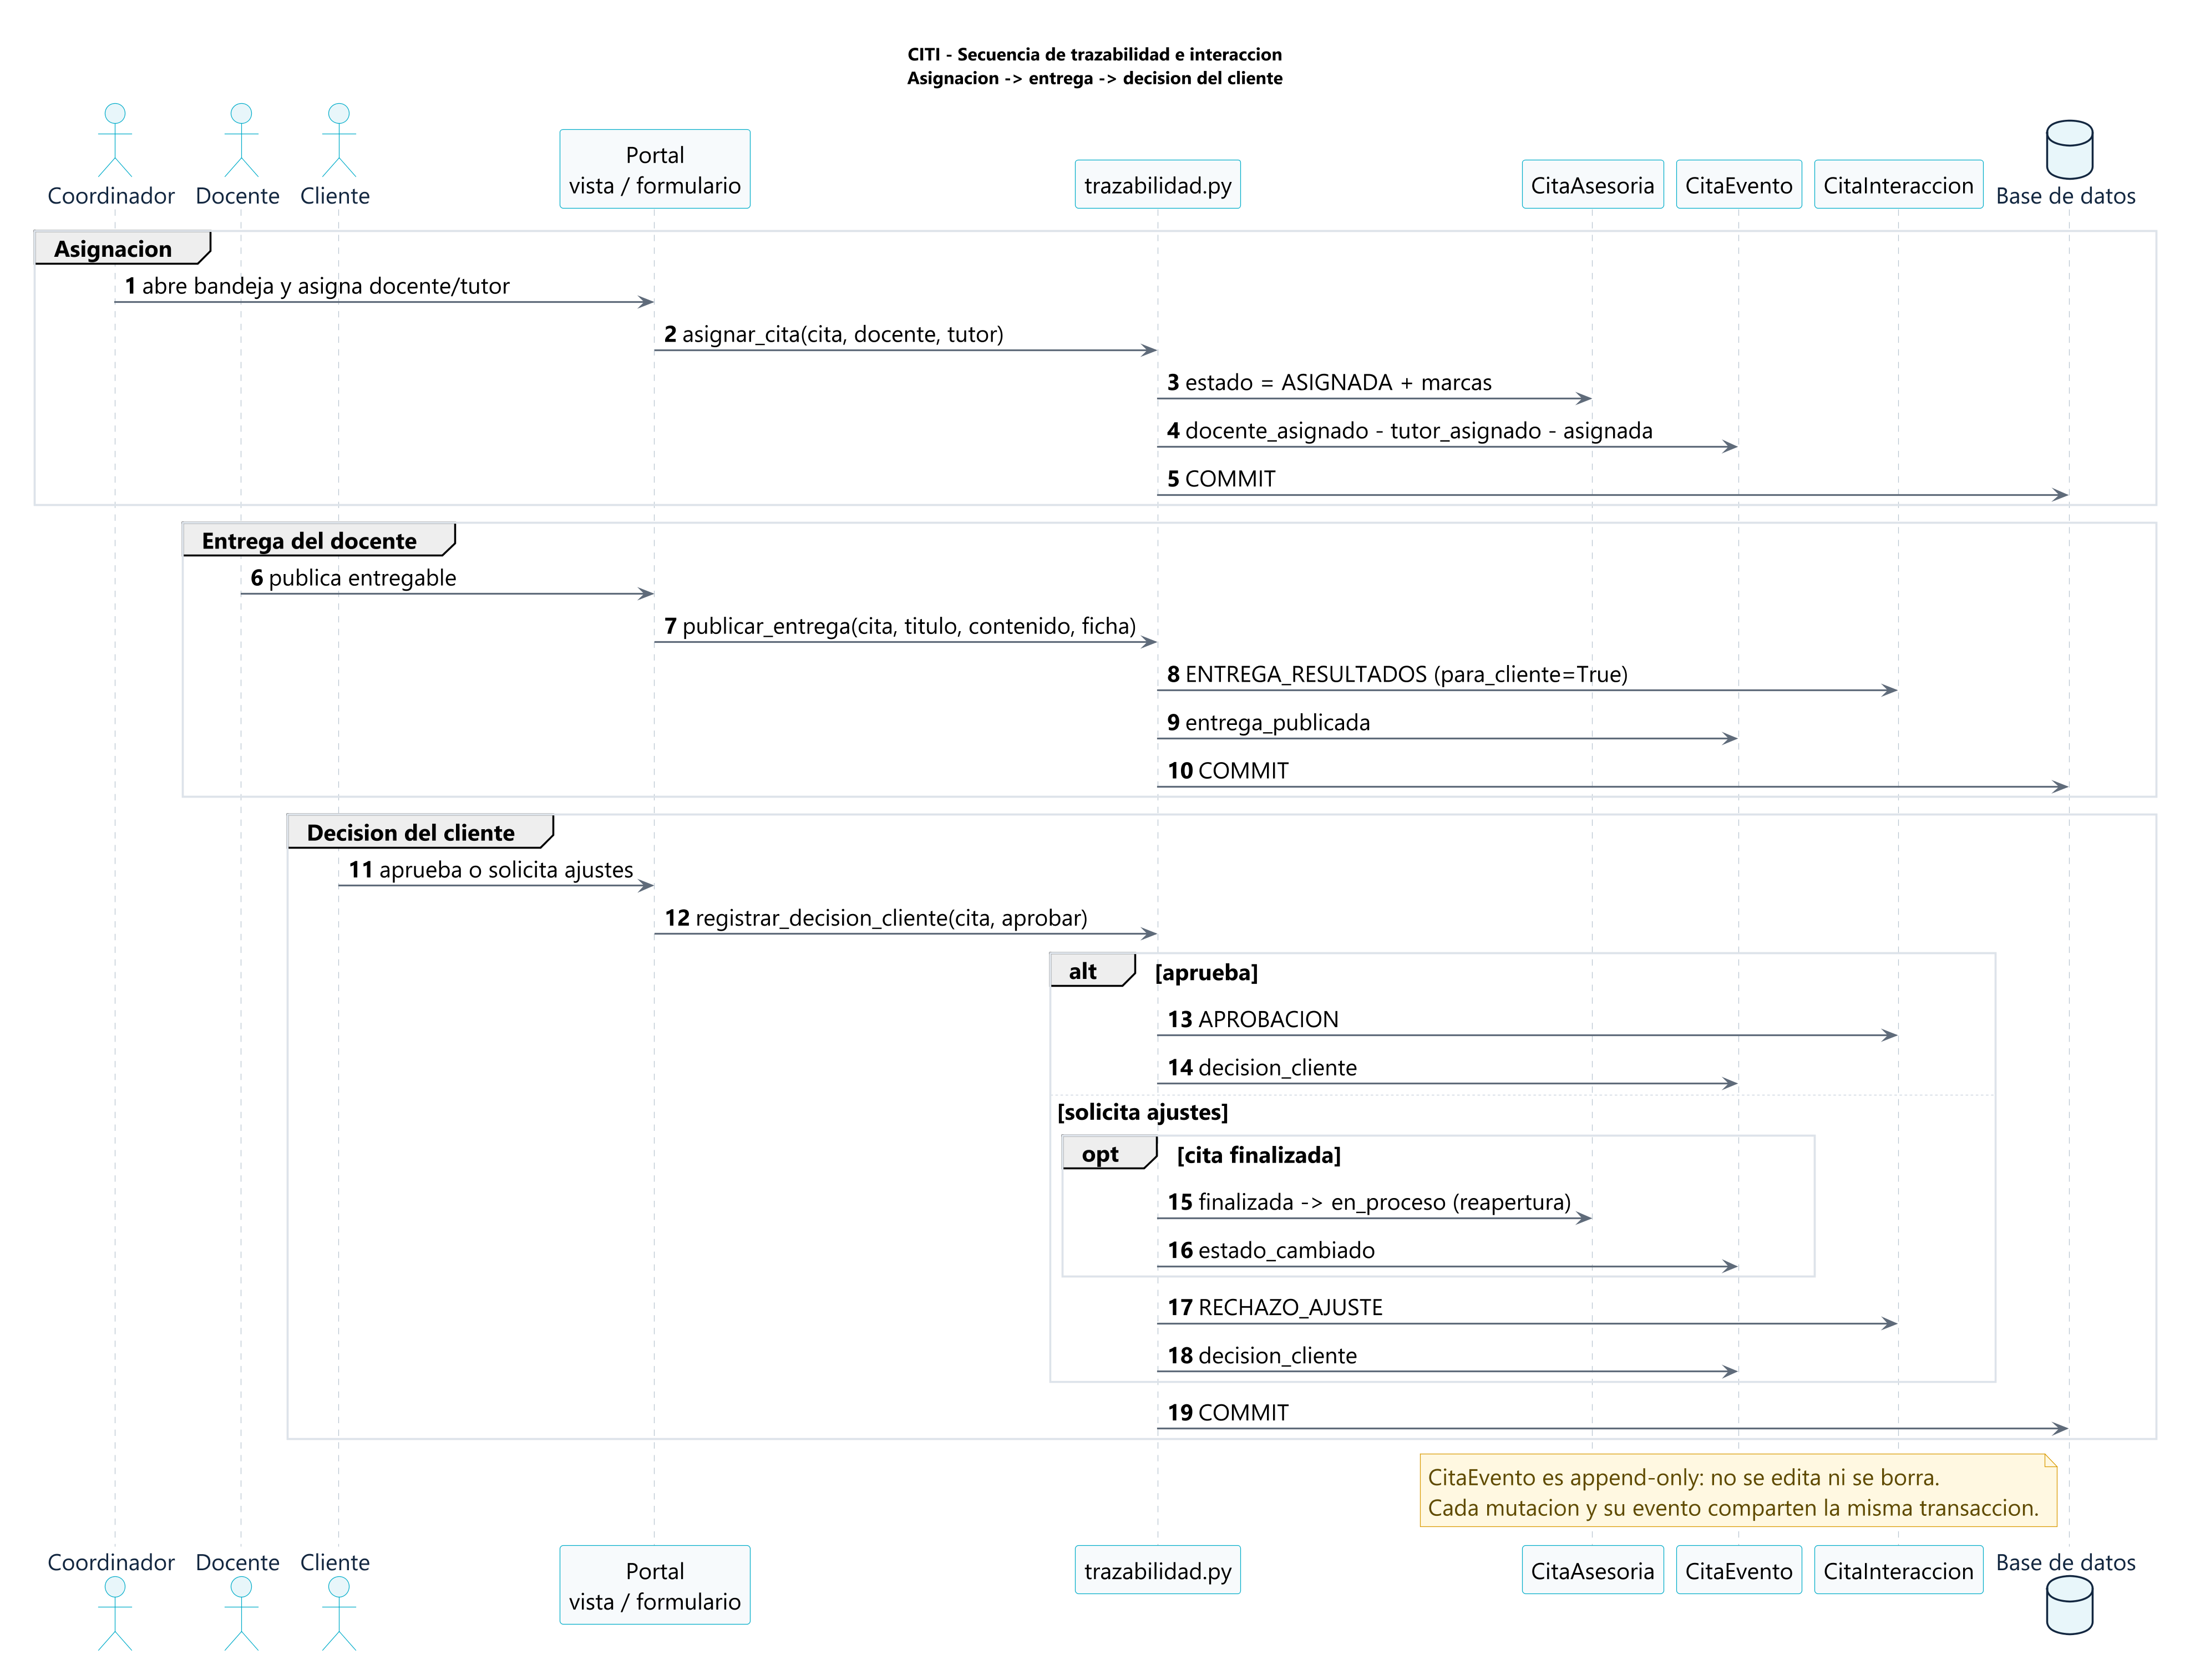 CITI - Secuencia de trazabilidad e interaccion
Asignacion -> entrega -> decision del cliente
Coordinador
Docente
Cliente
Portal
vista / formulario
trazabilidad.py
CitaAsesoria
CitaEvento
CitaInteraccion
Base de datos
Asignacion
1 abre bandeja y asigna docente/tutor
2 asignar_cita(cita, docente, tutor)
3 estado = ASIGNADA + marcas
4 docente_asignado - tutor_asignado - asignada
5 COMMIT
Entrega del docente
6 publica entregable
7 publicar_entrega(cita, titulo, contenido, ficha)
8 ENTREGA_RESULTADOS (para_cliente=True)
9 entrega_publicada
10 COMMIT
Decision del cliente
11 aprueba o solicita ajustes
12 registrar_decision_cliente(cita, aprobar)
alt [aprueba]
13 APROBACION
14 decision_cliente
[solicita ajustes]
opt [cita finalizada]
15 finalizada -> en_proceso (reapertura)
16 estado_cambiado
17 RECHAZO_AJUSTE
18 decision_cliente
19 COMMIT
CitaEvento es append-only: no se edita ni se borra.
Cada mutacion y su evento comparten la misma transaccion.
Coordinador
Docente
Cliente
Portal
vista / formulario
trazabilidad.py
CitaAsesoria
CitaEvento
CitaInteraccion
Base de datos